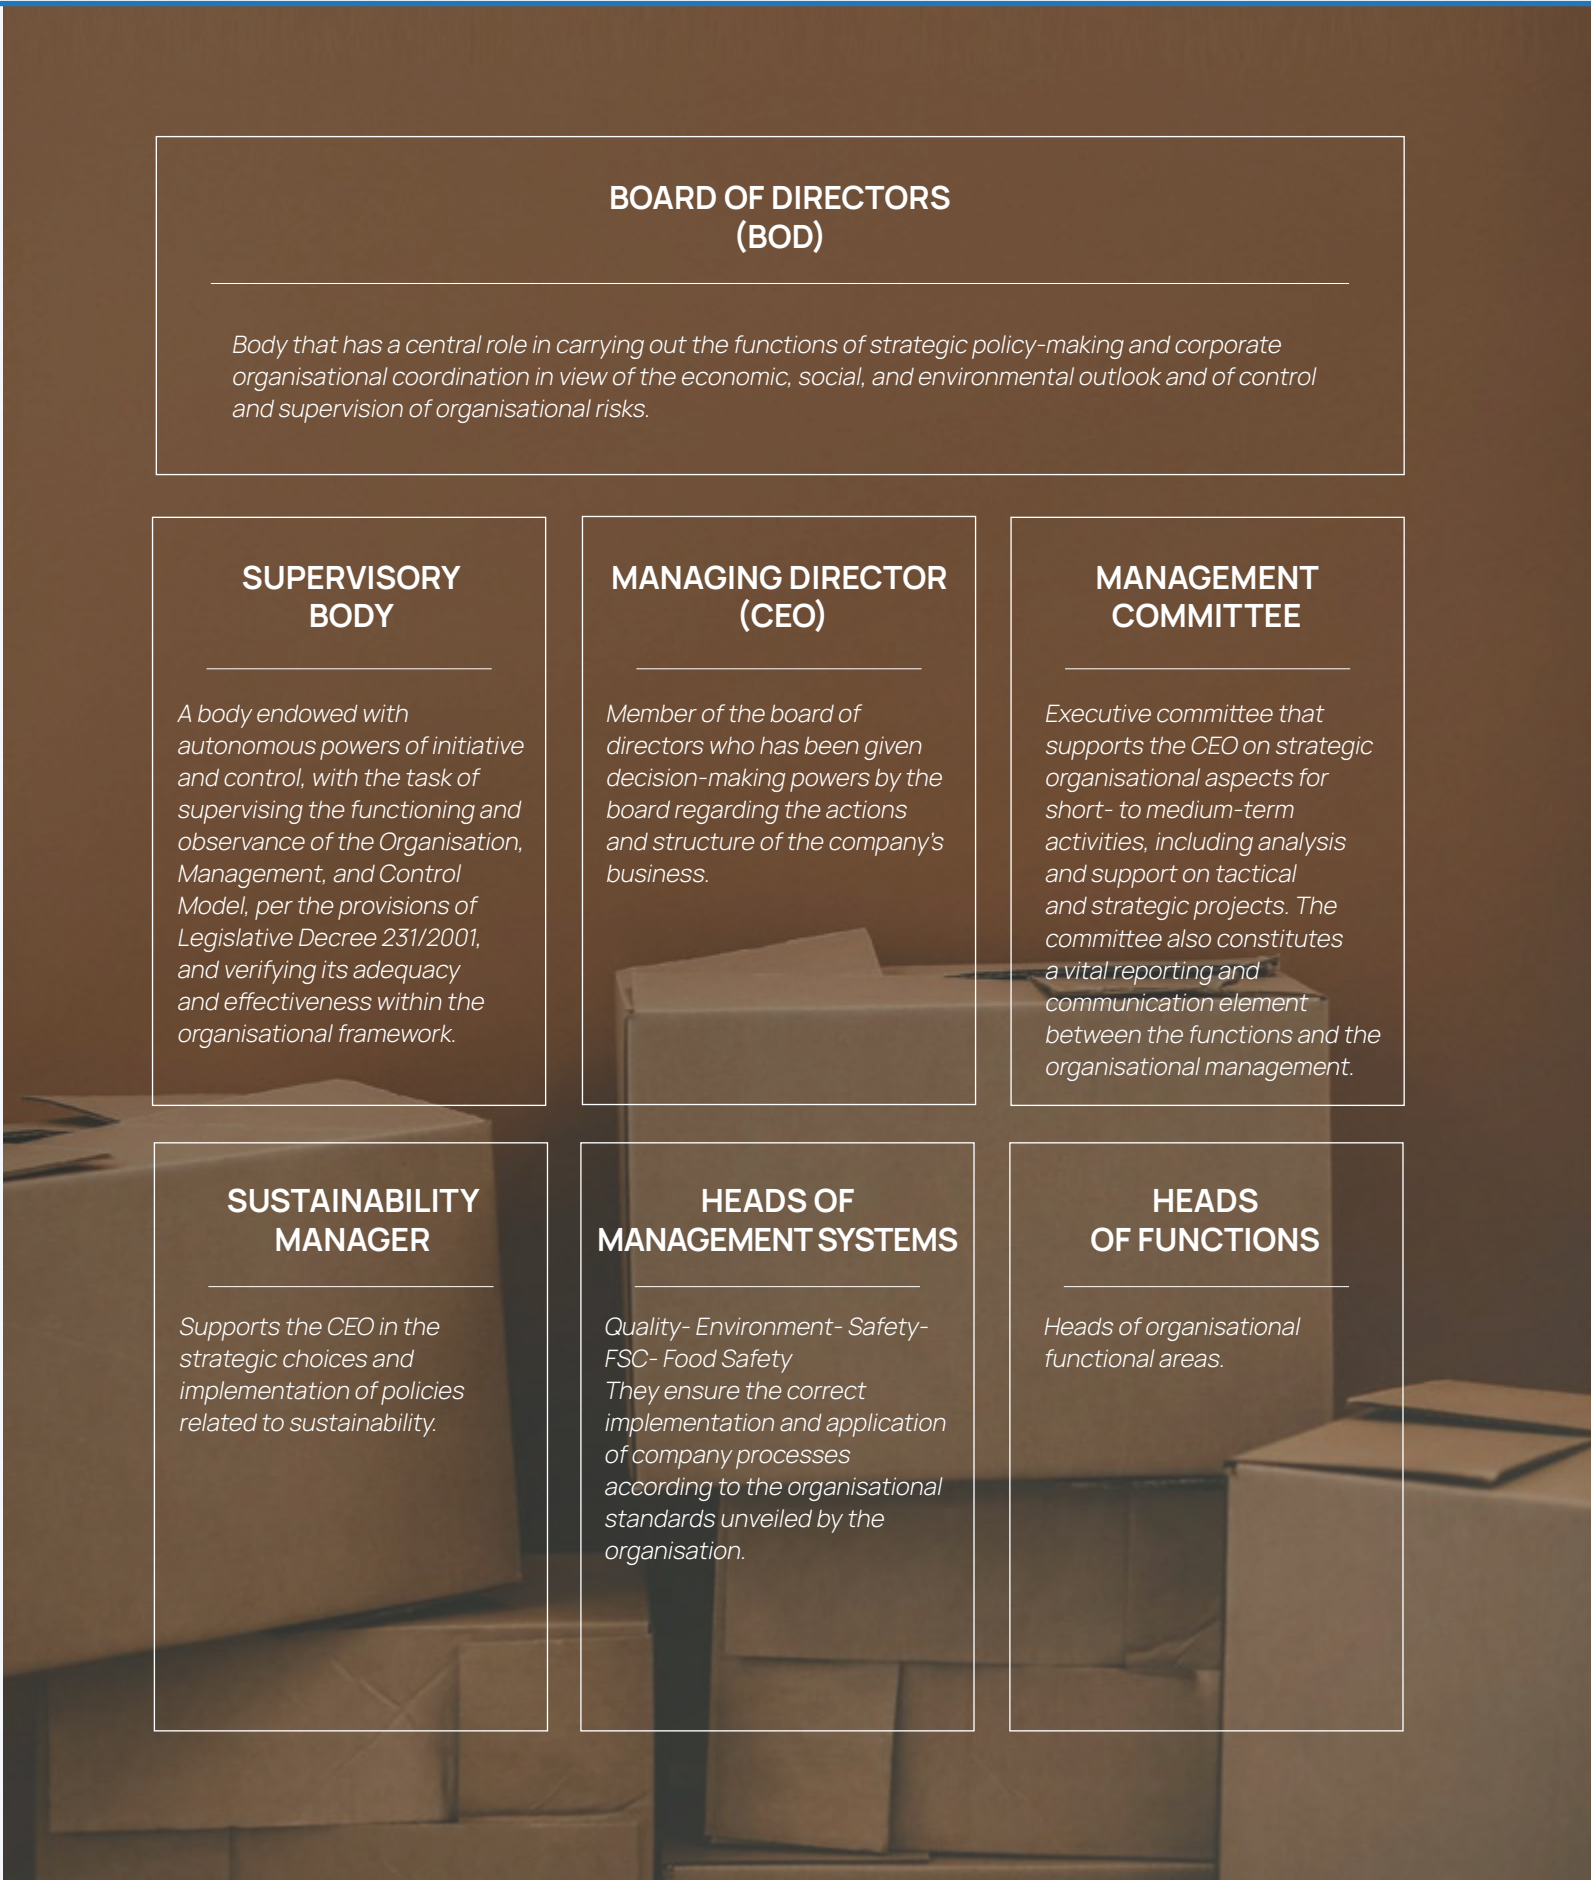 BOARD OF DIRECTORS
(BOD)
Body that has a central role in carrying out the functions of strategic policy-making and corporate
organisational coordination in view of the economic, social, and environmental outlook and of control
and supervision of organisational risks.
SUPERVISORY
BODY
A body endowed with
autonomous powers of initiative
and control, with the task of
supervising the functioning and
observance of the Organisation,
Management, and Control
Model, per the provisions of
Legislative Decree 231/2001,
and verifying its adequacy
and effectiveness within the
organisational framework.
MANAGING DIRECTOR
(CEO)
Member of the board of
directors who has been given
decision-making powers by the
board regarding the actions
and structure of the company’s
business.
MANAGEMENT
COMMITTEE
Executive committee that
supports the CEO on strategic
organisational aspects for
short- to medium-term
activities, including analysis
and support on tactical
and strategic projects. The
committee also constitutes
a vital reporting and
communication element
between the functions and the
organisational management.
SUSTAINABILITY
MANAGER
Supports the CEO in the
strategic choices and
implementation of policies
related to sustainability.
HEADS OF
MANAGEMENT SYSTEMS
Quality- Environment- Safety-
FSC- Food Safety
They ensure the correct
implementation and application
of company processes
according to the organisational
standards unveiled by the
organisation.
HEADS
OF FUNCTIONS
Heads of organisational
functional areas.